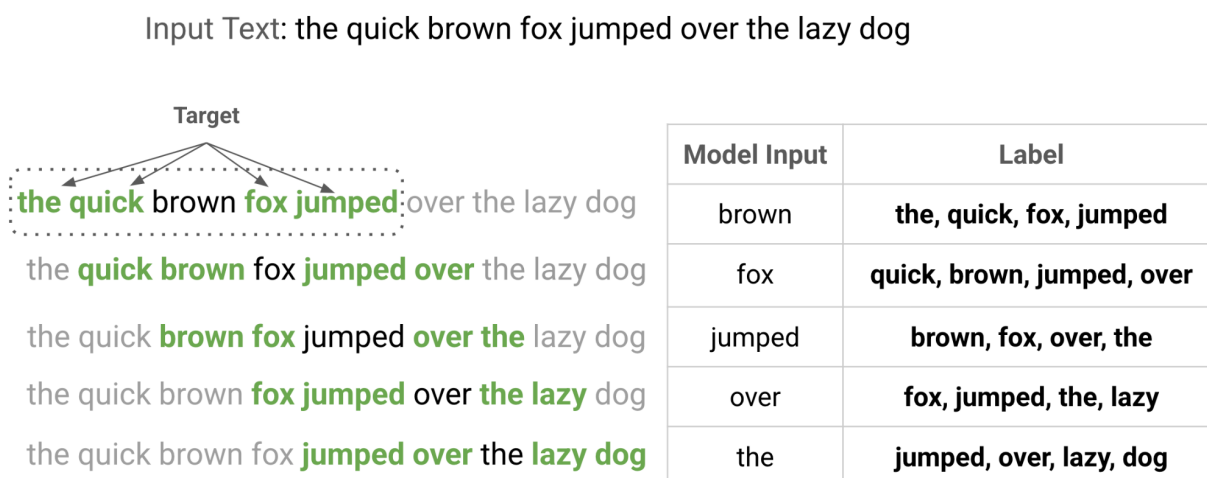 Input Text: the quick brown fox jumped over the lazy dog
Target
the quick brown fox jumped over the lazy dog
the quick brown fox jumped over the lazy dog
the quick brown fox jumped over the lazy dog
the quick brown fox jumped over the lazy dog
the quick brown fox jumped over the lazy dog
Model Input Label
brown the, quick, fox, jumped
fox quick, brown, jumped, over
jumped brown, fox, over, the
over fox, jumped, the, lazy
the jumped, over, lazy, dog